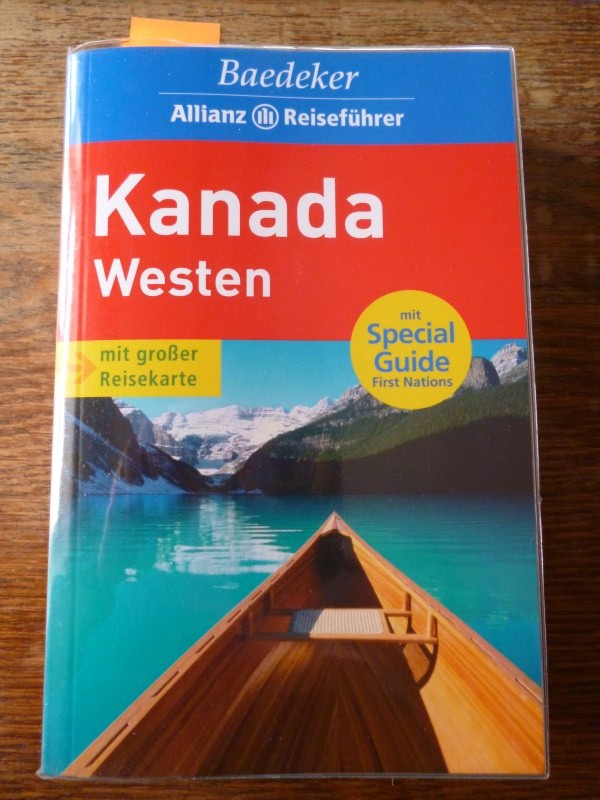 Baedeker
Allianz Reiseführer
Kanada
Westen
mit
Special
Guide
First Nations
mit großer
Reisekarte